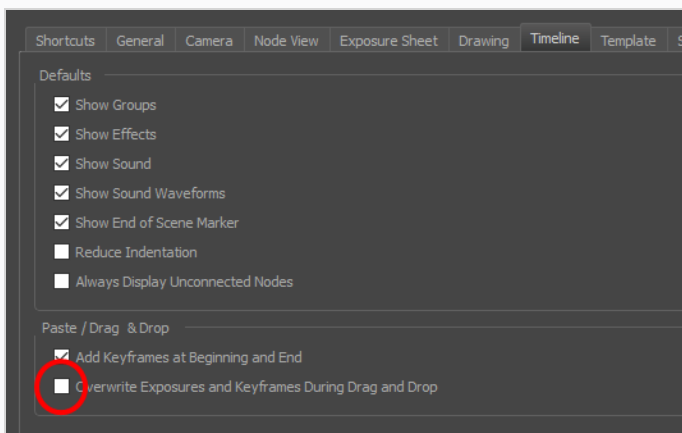 Shortcuts General Camera Node View Exposure Sheet Drawing Timeline Template
Defaults
Show Groups
Show Effects
Show Sound
Show Sound Waveforms
Show End of Scene Marker
Reduce Indentation
Always Display Unconnected Nodes
Paste / Drag & Drop
Add Keyframes at Beginning and End
Overwrite Exposures and Keyframes During Drag and Drop